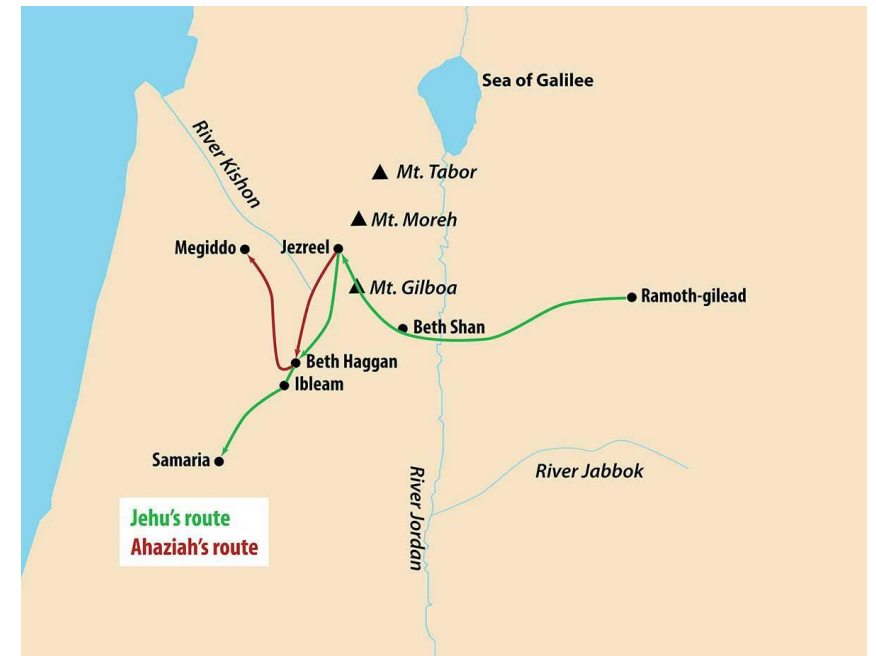 Sea of Galilee
River Kishon
Mt. Tabor
Mt. Moreh
Megiddo
Jezreel
Mt. Gilboa
Ramoth-gilead
Beth Shan
Beth Haggan
Ibleam
Samaria
River Jabbok
River Jordan
Jehu's route
Ahaziah's route